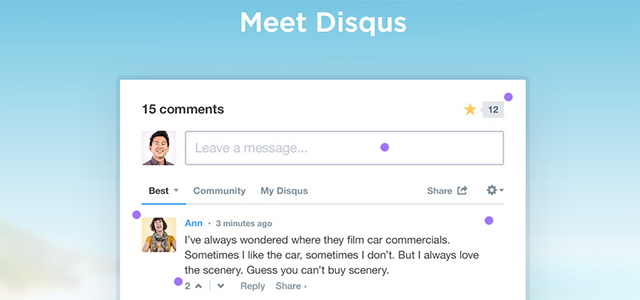 Meet Disqus
15 comments
12
Leave a message...
Best Community My Disqus Share
Ann • 3 minutes ago
I've always wondered where they film car commercials.
Sometimes I like the car, sometimes I don't. But I always love
the scenery. Guess you can't buy scenery.
2 Reply Share ›